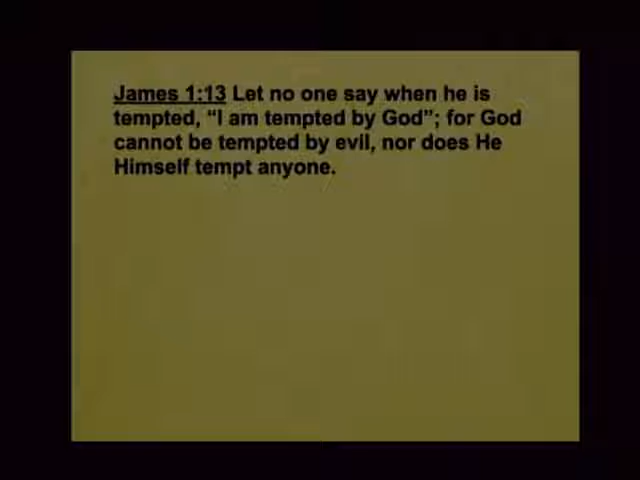 James 1:13 Let no one say when he is
tempted, “I am tempted by God”; for God
cannot be tempted by evil, nor does He
Himself tempt anyone.